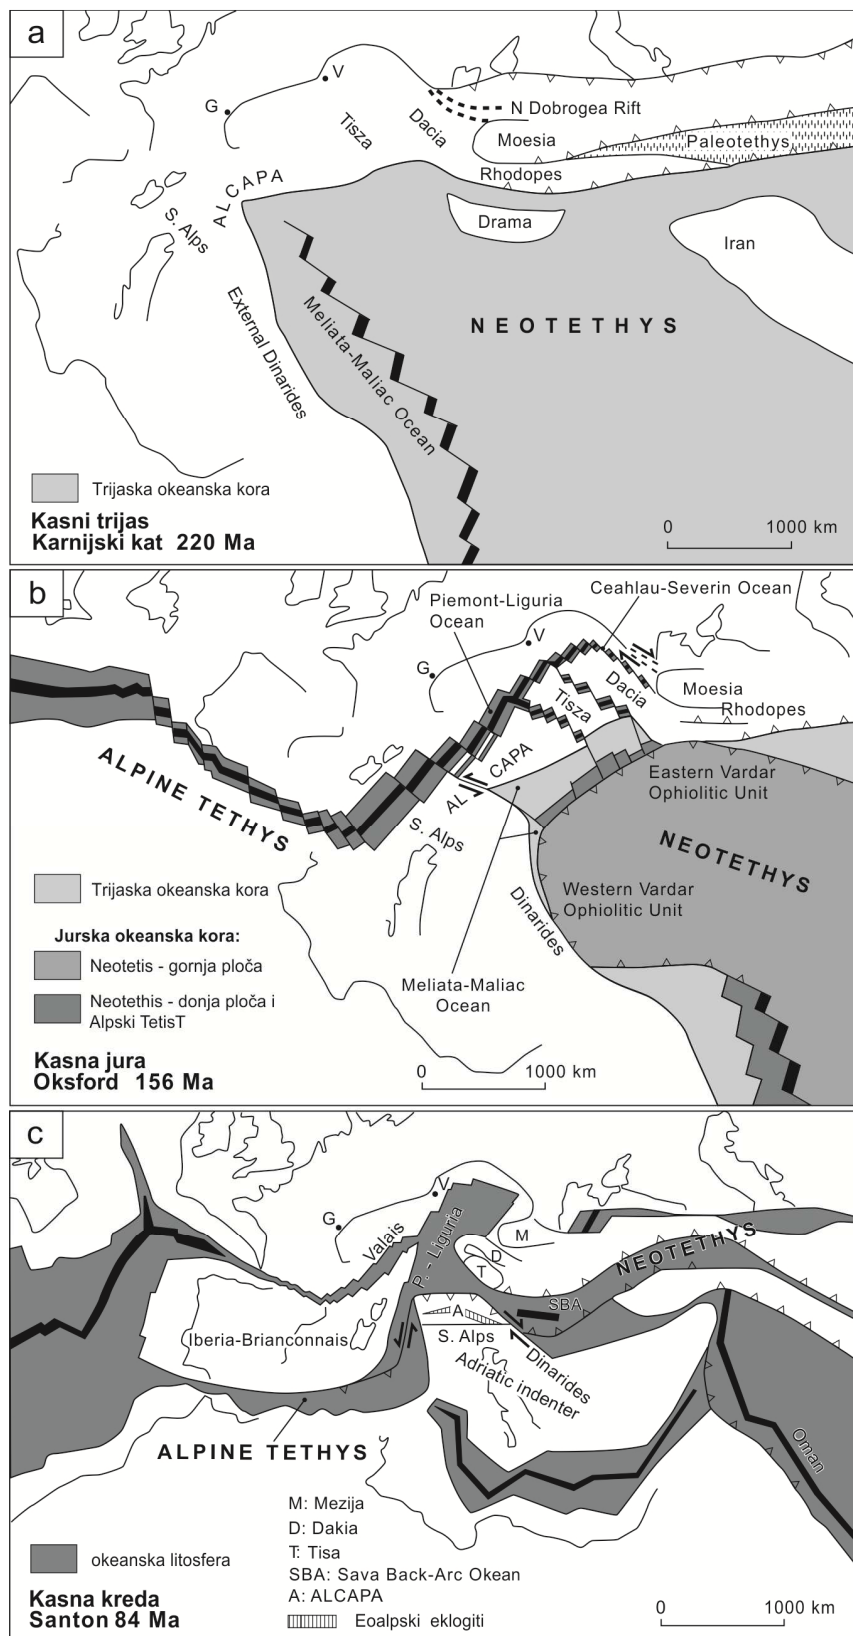 a
V
G
N Dobrogea Rift
Tisza
Dacia
Moesia
Paleotethys
Rhodopes
ALCAPA
S. Alps
Drama
Iran
External Dinarides
Meliata-Maliac Ocean
NEOTETHYS
Trijaska okeanska kora
Kasni trijas
Karnijski kat 220 Ma
0 1000 km
b
Piemont-Liguria
Ocean
Ceahlau-Severin Ocean
V
G
Moesia
Rhodopes
Dacia
Tisza
ALPINE TETHYS
AL CAPA
S. Alps
Eastern Vardar
Ophiolitic Unit
NEOTETHYS
Western Vardar
Ophiolitic Unit
Dinarides
Meliata-Maliac
Ocean
Trijaska okeanska kora
Jurska okeanska kora:
Neotetis - gornja ploča
Neotethis - donja ploča i
Alpski TetisT
Kasna jura
Oksford 156 Ma
0 1000 km
c
V
G
Valais
P. - Liguria
M
D
T
NEOTETHYS
SBA
A
Iberia-Brianconnais
S. Alps
Dinarides
Adriatic indenter
Oman
ALPINE TETHYS
M: Mezija
D: Dakia
T: Tisa
SBA: Sava Back-Arc Okean
A: ALCAPA
Eoalpski eklogiti
okeanska litosfera
Kasna kreda
Santon 84 Ma
0 1000 km